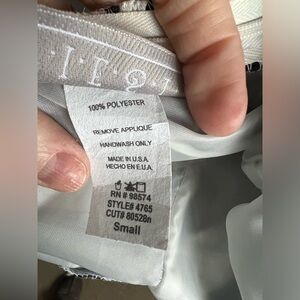 100% POLYESTER
REMOVE APPLIQUE
HANDWASH ONLY
MADE IN U.S.A.
HECHO EN E.U.A.
RN # 98574
STYLE# 4765
CUT# 80528n
Small